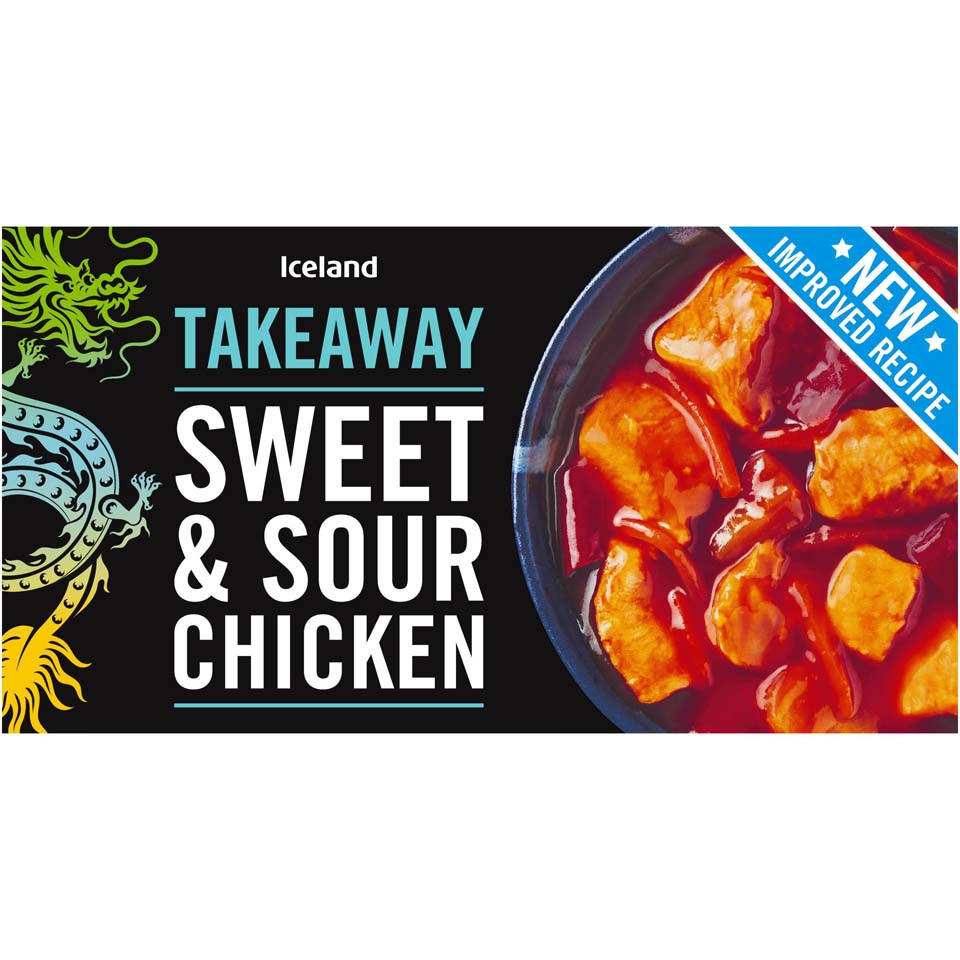 Iceland
TAKEAWAY
SWEET
& SOUR
CHICKEN
NEW
IMPROVED RECIPE